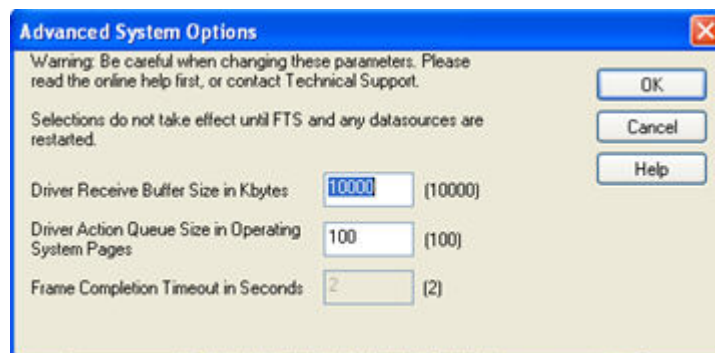 Advanced System Options
Warning: Be careful when changing these parameters. Please
read the online help first, or contact Technical Support.
OK
Selections do not take effect until FTS and any datasources are
restarted.
Cancel
Help
Driver Receive Buffer Size in Kbytes 10000 (10000)
Driver Action Queue Size in Operating
System Pages
100 (100)
Frame Completion Timeout in Seconds 2 (2)